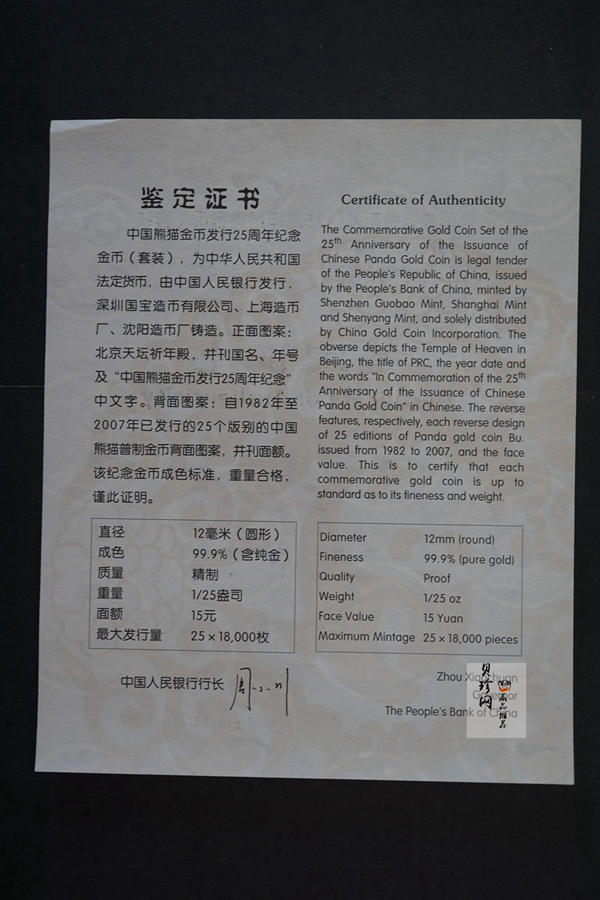 鉴定证书
中国熊猫金币发行25周年纪念
金币（套装），为中华人民共和国
法定货币，由中国人民银行发行，
深圳国宝造币有限公司、上海造币
厂、沈阳造币厂铸造。正面图案：
北京天坛祈年殿，并刊国名、年号
及“中国熊猫金币发行25周年纪念”
中文字。背面图案：自1982年至
2007年已发行的25个版别的中国
熊猫普制金币背面图案，并刊面额。
该纪念金币成色标准，重量合格，
谨此证明。
直径 12毫米（圆形）
成色 99.9%（含纯金）
质量 精制
重量 1/25盎司
面额 15元
最大发行量 25×18,000枚
中国人民银行行长 周小川
Certificate of Authenticity
The Commemorative Gold Coin Set of the
25th Anniversary of the Issuance of
Chinese Panda Gold Coin is legal tender
of the People's Republic of China, issued
by the People's Bank of China, minted by
Shenzhen Guobao Mint, Shanghai Mint
and Shenyang Mint, and solely distributed
by China Gold Coin Incorporation. The
obverse depicts the Temple of Heaven in
Beijing, the title of PRC, the year date and
the words "In Commemoration of the 25th
Anniversary of the Issuance of Chinese
Panda Gold Coin" in Chinese. The reverse
features, respectively, each reverse design
of 25 editions of Panda gold coin Bu.
issued from 1982 to 2007, and the face
value. This is to certify that each
commemorative gold coin is up to
standard as to its fineness and weight.
Diameter 12mm (round)
Fineness 99.9% (pure gold)
Quality Proof
Weight 1/25 oz
Face Value 15 Yuan
Maximum Mintage 25×18,000 pieces
Zhou Xiaochuan
Governor
The People's Bank of China
贝珍网
藏品推荐